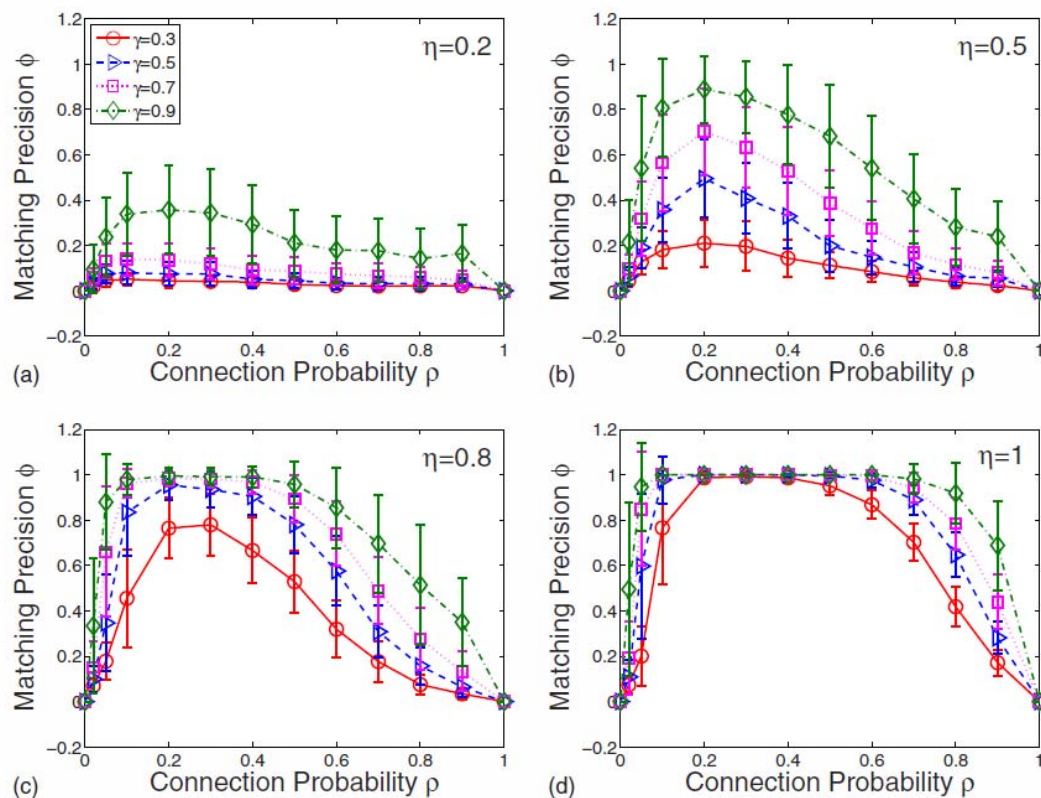 1.2
1
0.8
0.6
0.4
0.2
0
−0.2
Matching Precision ϕ
γ=0.3
γ=0.5
γ=0.7
γ=0.9
η=0.2
0 0.2 0.4 0.6 0.8 1
Connection Probability ρ
(a)
1.2
1
0.8
0.6
0.4
0.2
0
−0.2
Matching Precision ϕ
η=0.5
0 0.2 0.4 0.6 0.8 1
Connection Probability ρ
(b)
1.2
1
0.8
0.6
0.4
0.2
0
−0.2
Matching Precision ϕ
η=0.8
0 0.2 0.4 0.6 0.8 1
Connection Probability ρ
(c)
1.2
1
0.8
0.6
0.4
0.2
0
−0.2
Matching Precision ϕ
η=1
0 0.2 0.4 0.6 0.8 1
Connection Probability ρ
(d)